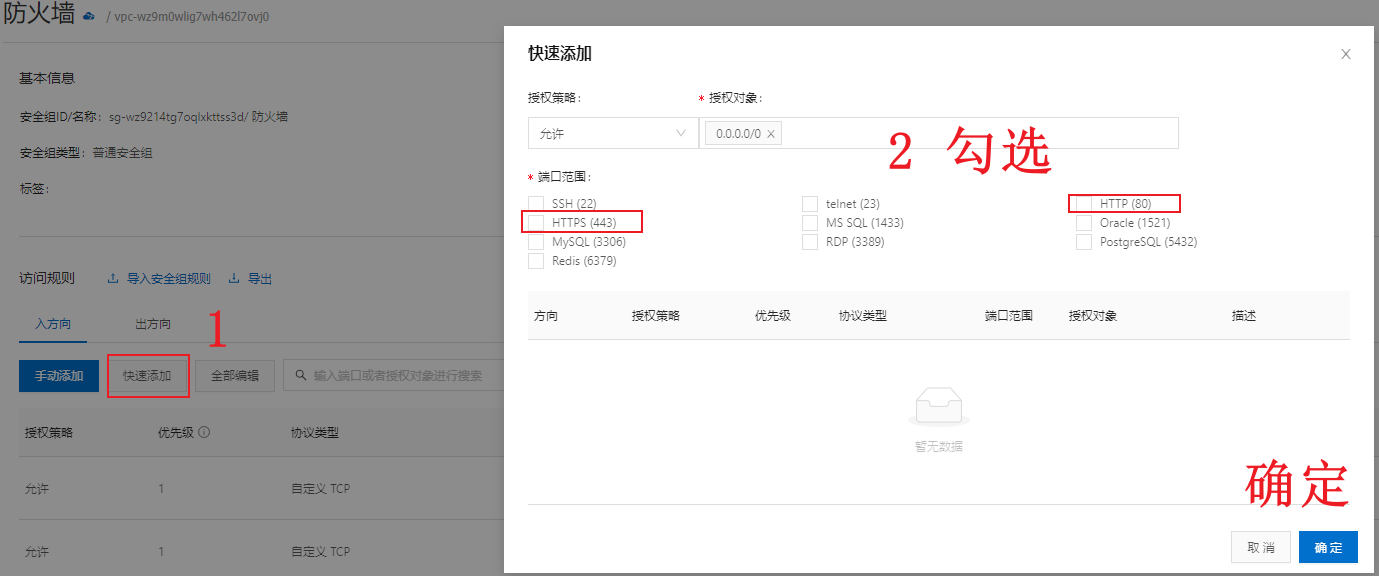 防火墙 / vpc-wz9m0wlig7wh462l7ovj0
基本信息
安全组ID/名称: sg-wz9214tg7oqlxkttss3d/ 防火墙
安全组类型: 普通安全组
标签:
访问规则 导入安全组规则 导出
入方向 出方向 1
手动添加 快速添加 全部编辑 输入端口或者授权对象进行搜索
授权策略 优先级 协议类型
允许 1 自定义 TCP
允许 1 自定义 TCP
快速添加
授权策略: * 授权对象:
允许 0.0.0.0/0 X
2 勾选
* 端口范围:
SSH (22) telnet (23) HTTP (80)
HTTPS (443) MS SQL (1433) Oracle (1521)
MySQL (3306) RDP (3389) PostgreSQL (5432)
Redis (6379)
方向 授权策略 优先级 协议类型 端口范围 授权对象 描述
暂无数据
确定
取消 确定